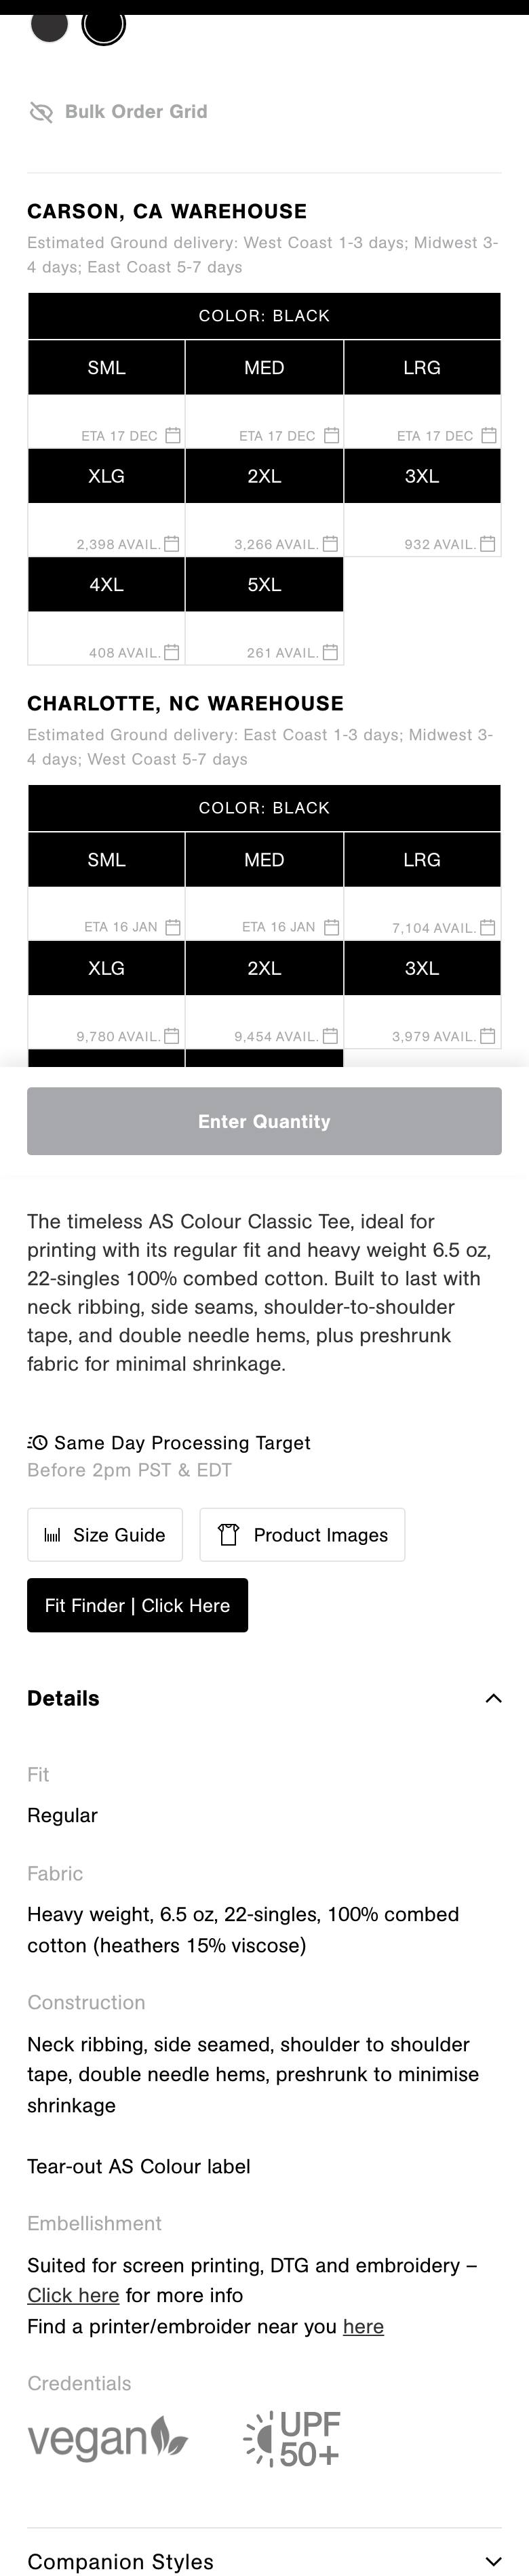 Bulk Order Grid
CARSON, CA WAREHOUSE
Estimated Ground delivery: West Coast 1-3 days; Midwest 3-
4 days; East Coast 5-7 days
COLOR: BLACK
SML MED LRG
ETA 17 DEC ETA 17 DEC ETA 17 DEC
XLG 2XL 3XL
2,398 AVAIL. 3,266 AVAIL. 932 AVAIL.
4XL 5XL
408 AVAIL. 261 AVAIL.
CHARLOTTE, NC WAREHOUSE
Estimated Ground delivery: East Coast 1-3 days; Midwest 3-
4 days; West Coast 5-7 days
COLOR: BLACK
SML MED LRG
ETA 16 JAN ETA 16 JAN 7,104 AVAIL.
XLG 2XL 3XL
9,780 AVAIL. 9,454 AVAIL. 3,979 AVAIL.
Enter Quantity
The timeless AS Colour Classic Tee, ideal for
printing with its regular fit and heavy weight 6.5 oz,
22-singles 100% combed cotton. Built to last with
neck ribbing, side seams, shoulder-to-shoulder
tape, and double needle hems, plus preshrunk
fabric for minimal shrinkage.
Same Day Processing Target
Before 2pm PST & EDT
Size Guide Product Images
Fit Finder | Click Here
Details
Fit
Regular
Fabric
Heavy weight, 6.5 oz, 22-singles, 100% combed
cotton (heathers 15% viscose)
Construction
Neck ribbing, side seamed, shoulder to shoulder
tape, double needle hems, preshrunk to minimise
shrinkage
Tear-out AS Colour label
Embellishment
Suited for screen printing, DTG and embroidery –
Click here for more info
Find a printer/embroider near you here
Credentials
vegan UPF
50+
Companion Styles